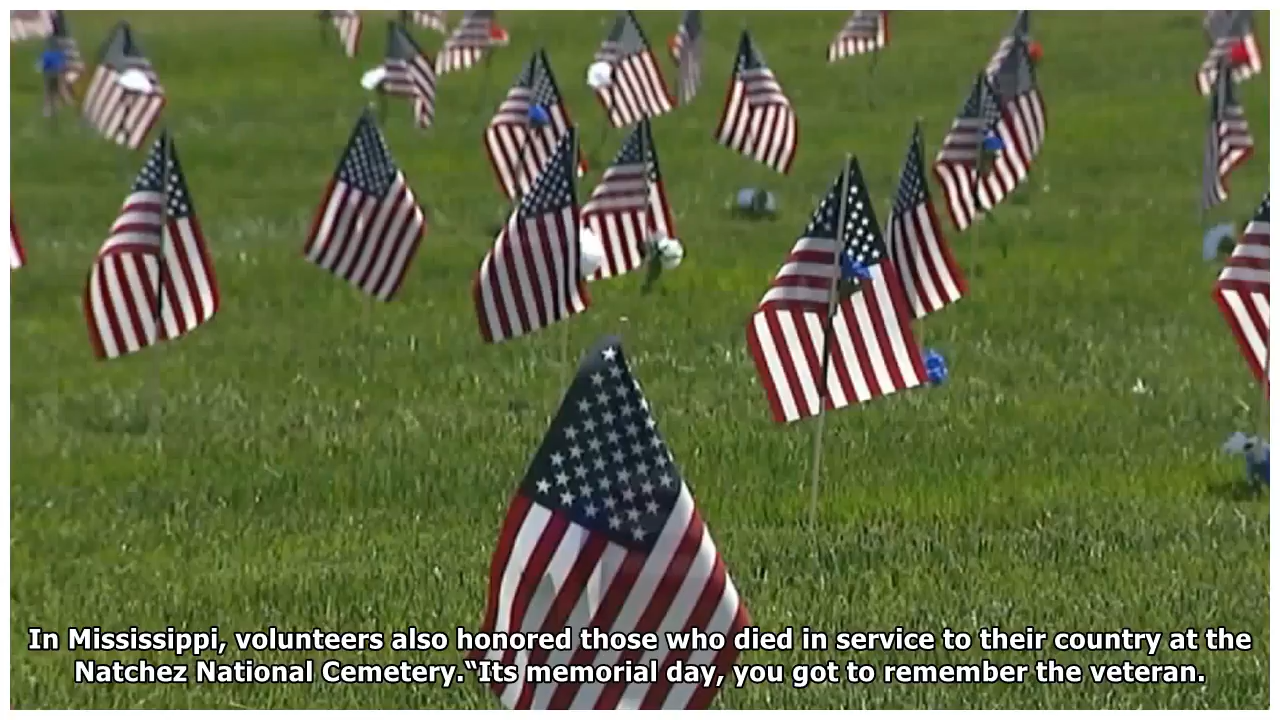 In Mississippi, volunteers also honored those who died in service to their country at the
Natchez National Cemetery.“Its memorial day, you got to remember the veteran.